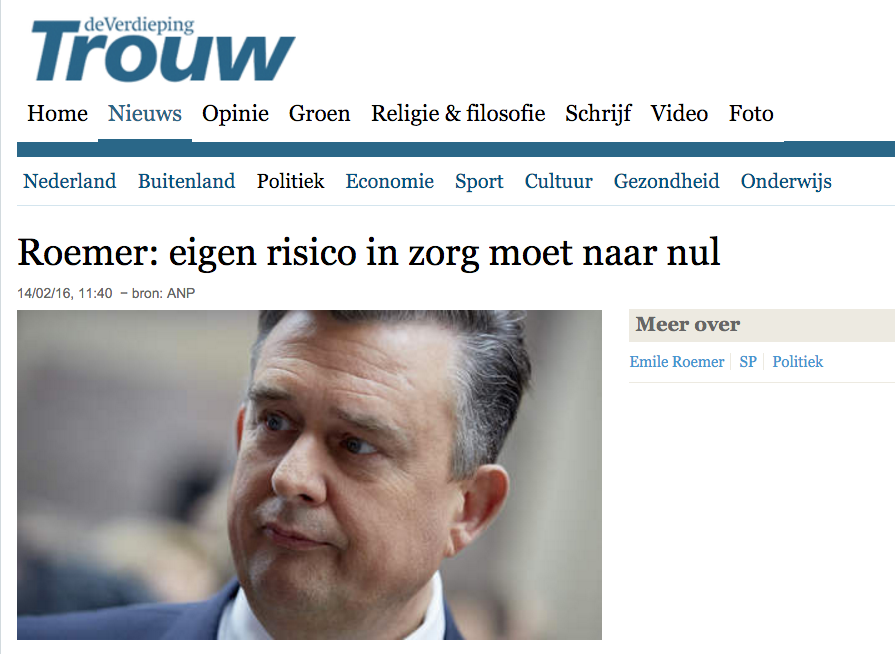 deVerdieping
Trouw
Home Nieuws Opinie Groen Religie & filosofie Schrijf Video Foto
Nederland Buitenland Politiek Economie Sport Cultuur Gezondheid Onderwijs
Roemer: eigen risico in zorg moet naar nul
14/02/16, 11:40 − bron: ANP
Meer over
Emile Roemer SP Politiek